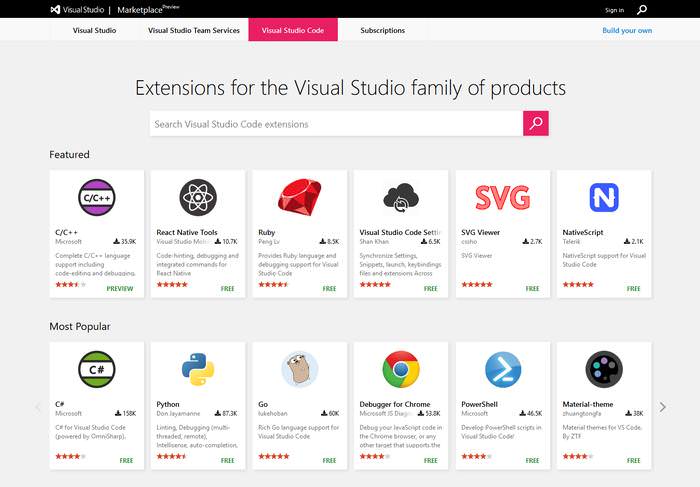 Visual Studio | Marketplace Preview
Sign in
Visual Studio
Visual Studio Team Services
Visual Studio Code
Subscriptions
Build your own
Extensions for the Visual Studio family of products
Search Visual Studio Code extensions
Featured
C/C++
C/C++
Microsoft 35.9K
Complete C/C++ language
support including
code-editing and debugging.
PREVIEW
React Native Tools
Visual Studio Mobil 10.7K
Code-hinting, debugging and
integrated commands for
React Native
FREE
Ruby
Peng Lv 8.5K
Provides Ruby language and
debugging support for Visual
Studio Code
FREE
Visual Studio Code Settin
Shan Khan 6.5K
Synchronize Settings,
Snippets, launch, keybindings
files and extensions Across
FREE
SVG
SVG Viewer
cssho 2.7K
SVG Viewer
FREE
N
NativeScript
Telerik 2.1K
NativeScript support for Visual
Studio Code
FREE
Most Popular
C#
C#
Microsoft 158K
C# for Visual Studio Code
(powered by OmniSharp).
FREE
Python
Don Jayamanne 87.3K
Linting, Debugging (multi-
threaded, remote),
Intellisense, auto-completion,
FREE
Go
lukehoban 60K
Rich Go language support for
Visual Studio Code
FREE
Debugger for Chrome
Microsoft JS Diagn 53.8K
Debug your JavaScript code in
the Chrome browser, or any
other target that supports the
FREE
PowerShell
Microsoft 46.5K
Develop PowerShell scripts in
Visual Studio Code!
FREE
Material-theme
zhuangtongfa 38K
Material themes for VS Code.
By ZTF
FREE